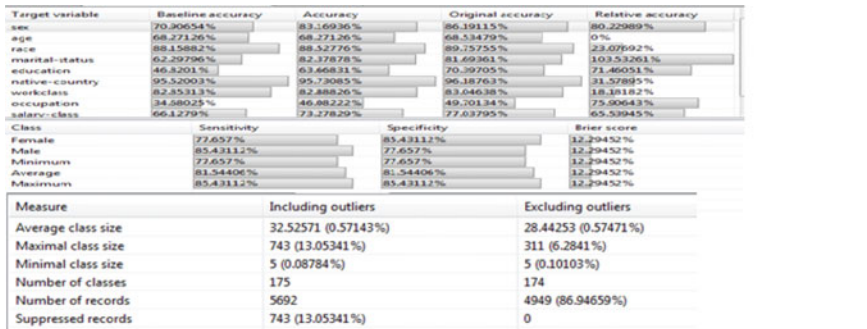 Target variable Baseline accuracy Accuracy Original accuracy Relative accuracy
sex 70.90654% 83.16936% 86.19115% 80.22989%
age 68.27126% 68.27126% 68.53479% 0%
race 88.15882% 88.52776% 89.75755% 23.07692%
marital-status 62.29796% 82.37878% 81.69361% 103.53261%
education 46.8201% 63.66831% 70.39705% 71.46051%
native-country 95.52003% 95.73085% 96.18763% 31.57895%
workclass 82.85313% 82.88826% 83.04638% 18.18182%
occupation 34.58025% 46.08222% 49.70134% 75.90643%
salary-class 66.1279% 73.27829% 77.03795% 65.53945%
Class Sensitivity Specificity Brier score
Female 77.657% 85.43112% 12.29452%
Male 85.43112% 77.657% 12.29452%
Minimum 77.657% 77.657% 12.29452%
Average 81.54406% 81.54406% 12.29452%
Maximum 85.43112% 85.43112% 12.29452%
Measure Including outliers Excluding outliers
Average class size 32.52571 (0.57143%) 28.44253 (0.57471%)
Maximal class size 743 (13.05341%) 311 (6.2841%)
Minimal class size 5 (0.08784%) 5 (0.10103%)
Number of classes 175 174
Number of records 5692 4949 (86.94659%)
Suppressed records 743 (13.05341%) 0